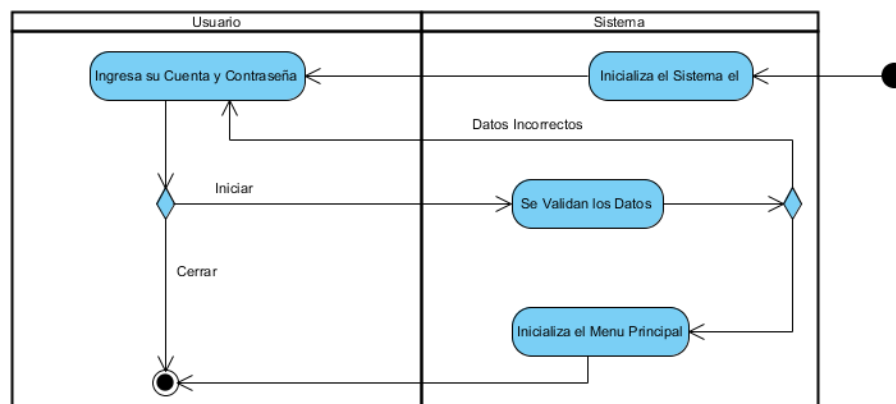 Usuario
Sistema
Ingresa su Cuenta y Contraseña
Inicializa el Sistema el
Datos Incorrectos
Iniciar
Se Validan los Datos
Cerrar
Inicializa el Menu Principal